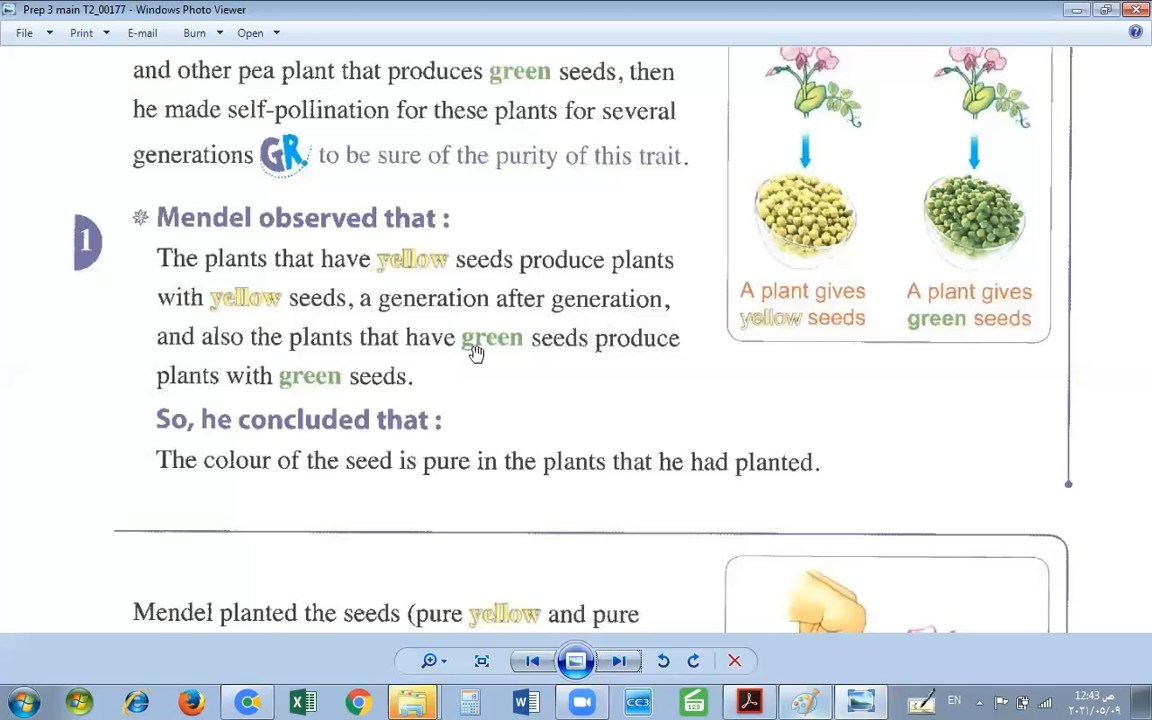 Prep 3 main T2_00177 - Windows Photo Viewer
File Print E-mail Burn Open
and other pea plant that produces green seeds, then
he made self-pollination for these plants for several
generations GR. to be sure of the purity of this trait.
1
* Mendel observed that :
The plants that have yellow seeds produce plants
with yellow seeds, a generation after generation,
and also the plants that have green seeds produce
plants with green seeds.
So, he concluded that :
The colour of the seed is pure in the plants that he had planted.
A plant gives
yellow seeds
A plant gives
green seeds
Mendel planted the seeds (pure yellow and pure
CC3
123
EN
12:43 ص
٢٠٢١/٠٥/٠٩